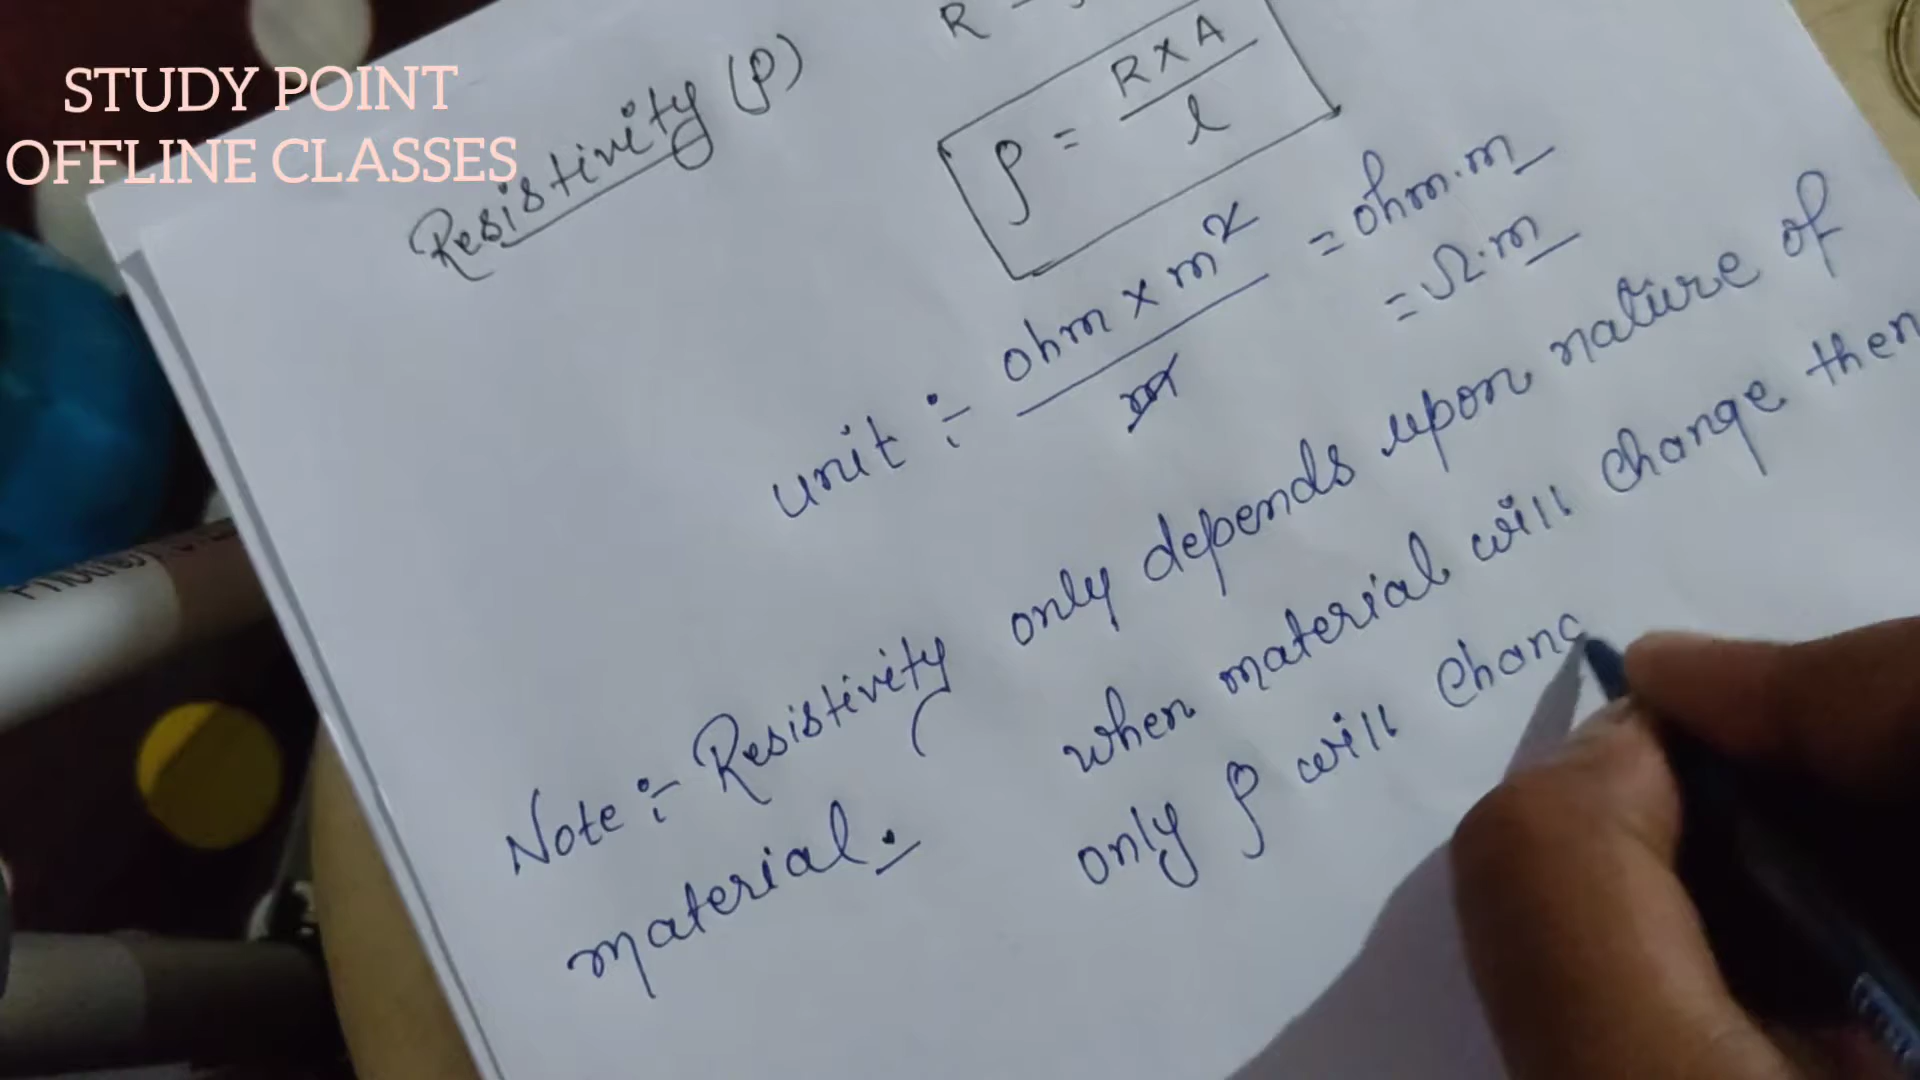 STUDY POINT
OFFLINE CLASSES
R
Resistivity (ρ)
ρ = R×A / l
unit :- ohm × m² / m = ohm.m
= Ω.m
Note :- Resistivity only depends upon nature of
material. ( when material will change then
only ρ will chang